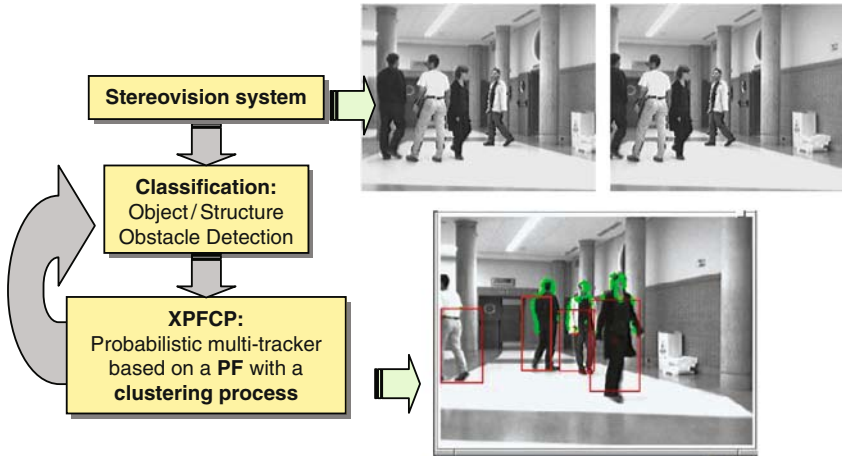 Stereovision system
Classification:
Object/Structure
Obstacle Detection
XPFCP:
Probabilistic multi-tracker
based on a PF with a
clustering process